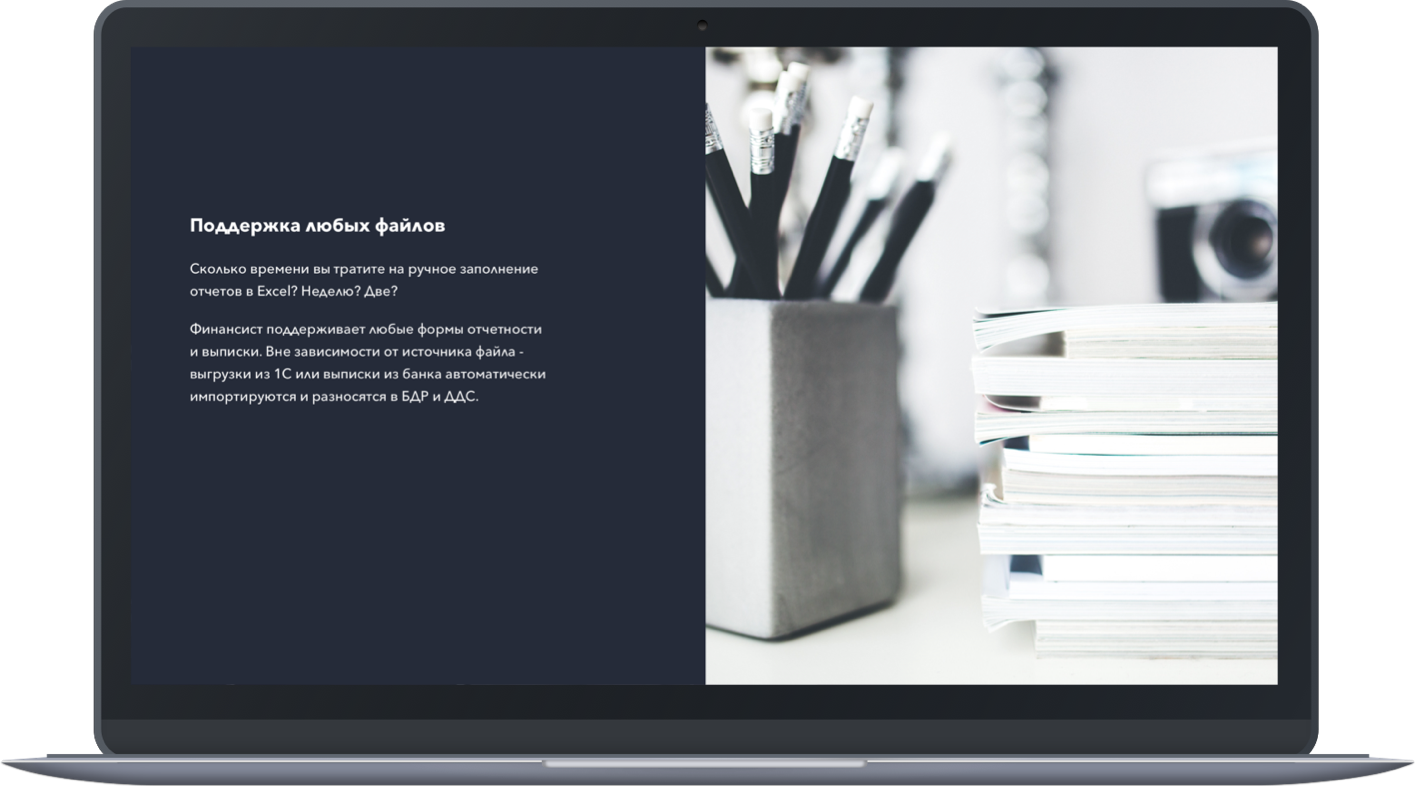 Поддержка любых файлов
Сколько времени вы тратите на ручное заполнение
отчетов в Excel? Неделю? Две?
Финансист поддерживает любые формы отчетности
и выписки. Вне зависимости от источника файла -
выгрузки из 1С или выписки из банка автоматически
импортируются и разносятся в БДР и ДДС.